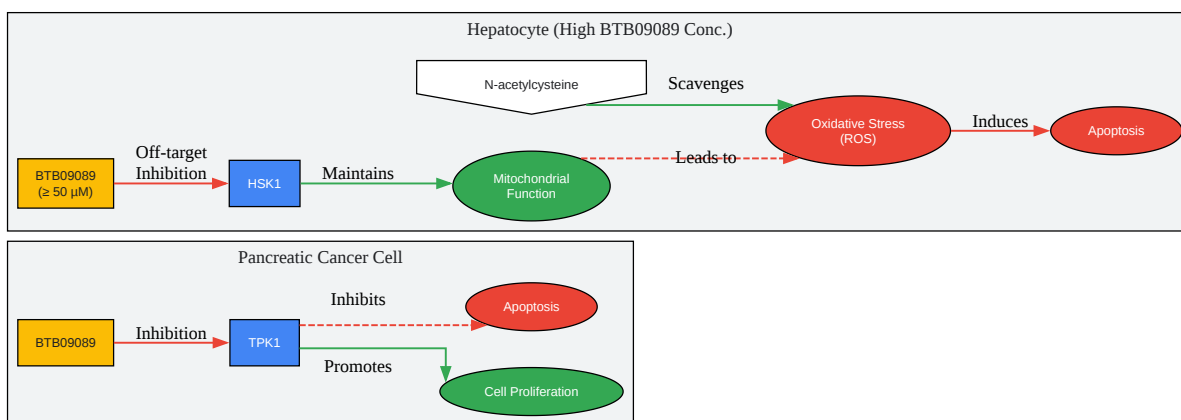 Hepatocyte (High BTB09089 Conc.)
N-acetylcysteine
Scavenges
Oxidative Stress
(ROS)
Induces
Apoptosis
Leads to
Off-target
Inhibition
BTB09089
(≥ 50 µM)
HSK1
Maintains
Mitochondrial
Function
Pancreatic Cancer Cell
Inhibits
Apoptosis
BTB09089
Inhibition
TPK1
Promotes
Cell Proliferation